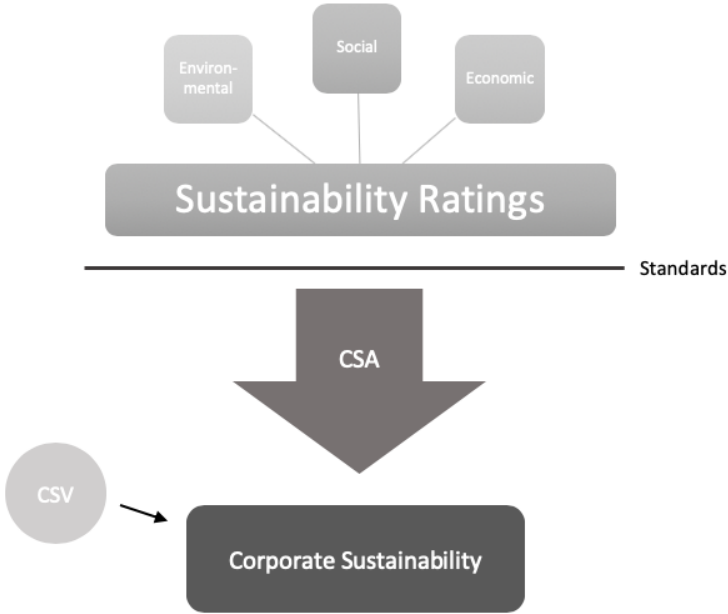 Social
Environ-
mental
Economic
Sustainability Ratings
Standards
CSA
CSV
Corporate Sustainability